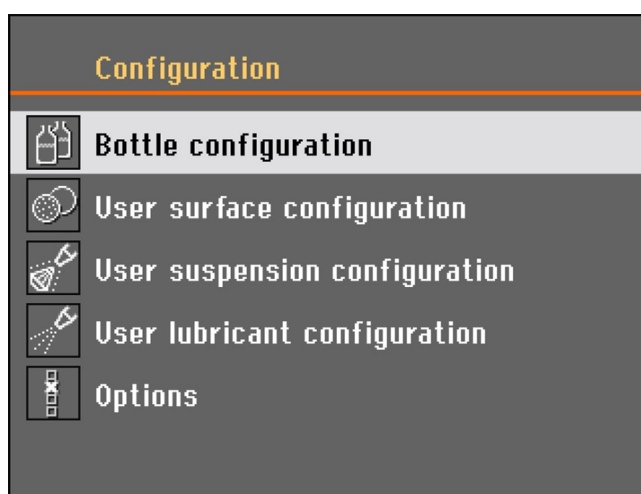 Configuration
Bottle configuration
User surface configuration
User suspension configuration
User lubricant configuration
Options